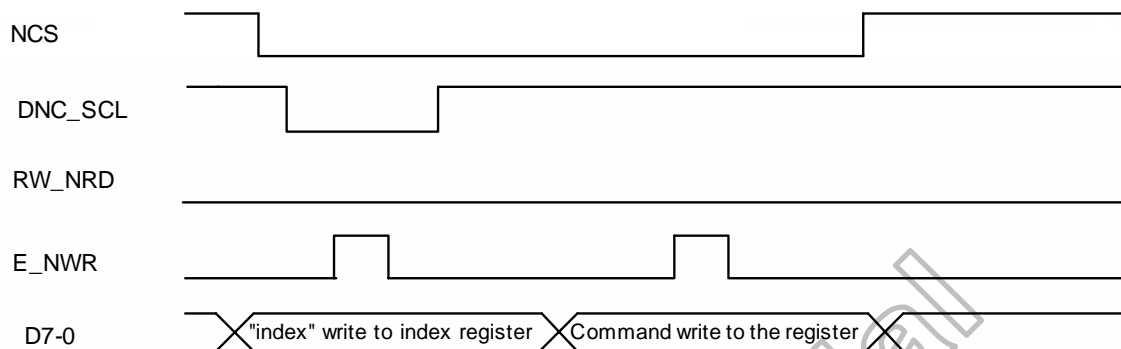 NCS
DNC_SCL
RW_NRD
E_NWR
D7-0 "index" write to index register Command write to the register